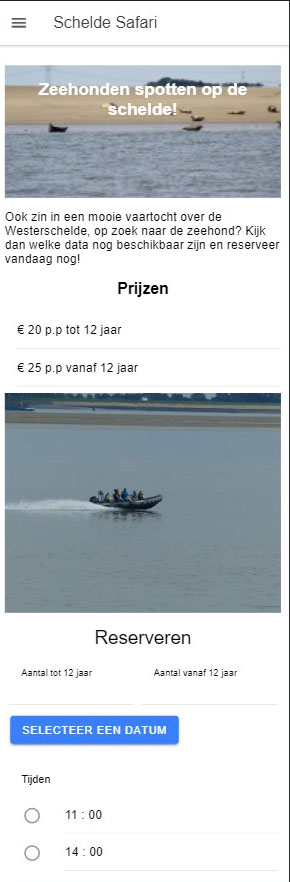 Schelde Safari
Zeehonden spotten op de
schelde!
Ook zin in een mooie vaartocht over de
Westerschelde, op zoek naar de zeehond? Kijk
dan welke data nog beschikbaar zijn en reserveer
vandaag nog!
Prijzen
€ 20 p.p tot 12 jaar
€ 25 p.p vanaf 12 jaar
Reserveren
Aantal tot 12 jaar
Aantal vanaf 12 jaar
SELECTEER EEN DATUM
Tijden
11 : 00
14 : 00